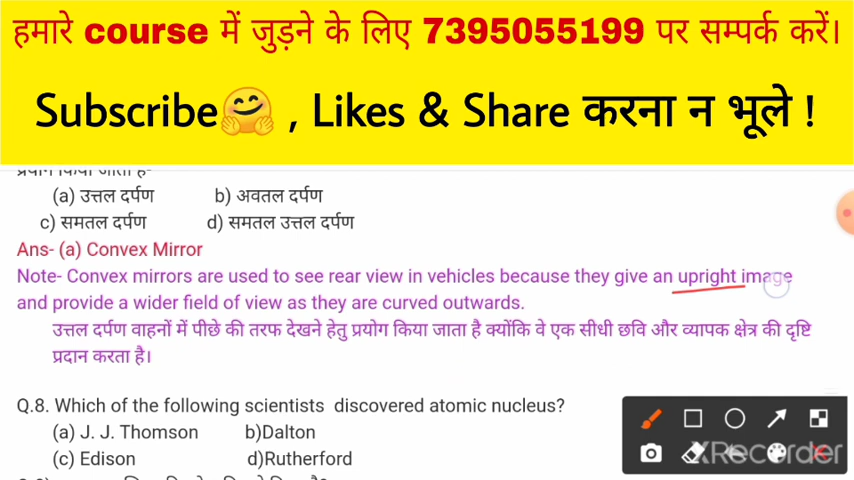 हमारे course में जुड़ने के लिए 7395055199 पर सम्पर्क करें।
Subscribe🤗 , Likes & Share करना न भूले !
प्रयोग किया जाता है-
(a) उत्तल दर्पण b) अवतल दर्पण
c) समतल दर्पण d) समतल उत्तल दर्पण
Ans- (a) Convex Mirror
Note- Convex mirrors are used to see rear view in vehicles because they give an upright image
and provide a wider field of view as they are curved outwards.
उत्तल दर्पण वाहनों में पीछे की तरफ देखने हेतु प्रयोग किया जाता है क्योंकि वे एक सीधी छवि और व्यापक क्षेत्र की दृष्टि
प्रदान करता है।
Q.8. Which of the following scientists discovered atomic nucleus?
(a) J. J. Thomson b)Dalton
(c) Edison d)Rutherford
XRecorder